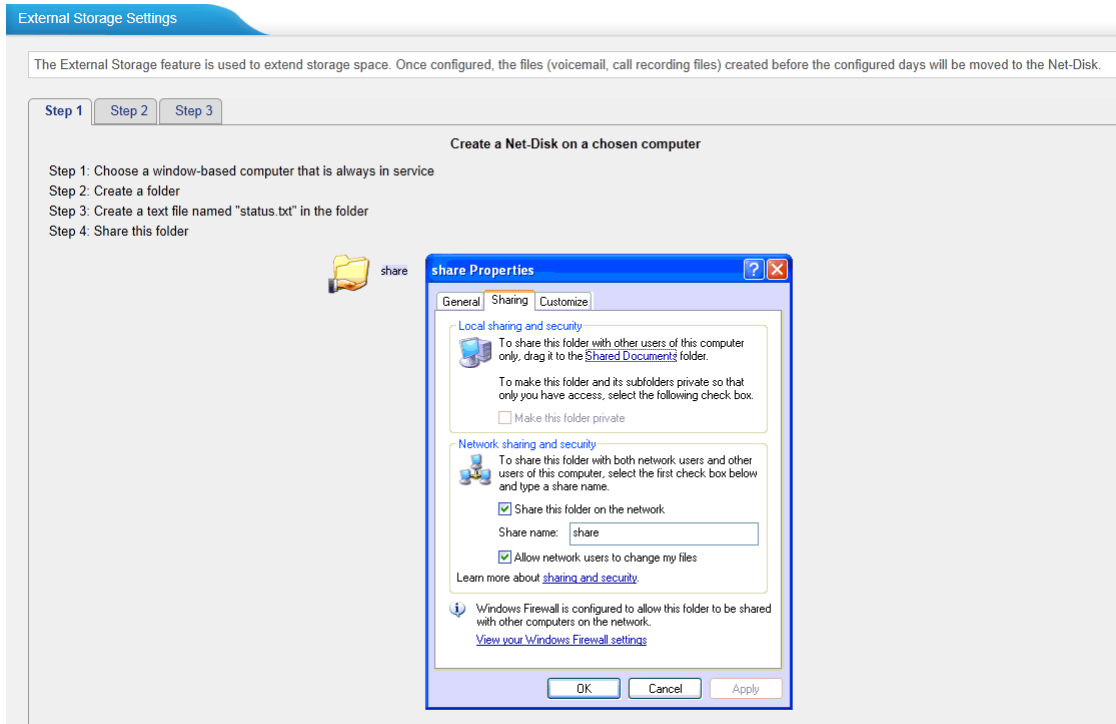 External Storage Settings
The External Storage feature is used to extend storage space. Once configured, the files (voicemail, call recording files) created before the configured days will be moved to the Net-Disk.
Step 1 Step 2 Step 3
Create a Net-Disk on a chosen computer
Step 1: Choose a window-based computer that is always in service
Step 2: Create a folder
Step 3: Create a text file named "status.txt" in the folder
Step 4: Share this folder
share
share Properties
General Sharing Customize
Local sharing and security
To share this folder with other users of this computer
only, drag it to the Shared Documents folder.
To make this folder and its subfolders private so that
only you have access, select the following check box.
Make this folder private
Network sharing and security
To share this folder with both network users and other
users of this computer, select the first check box below
and type a share name.
Share this folder on the network
Share name: share
Allow network users to change my files
Learn more about sharing and security.
Windows Firewall is configured to allow this folder to be shared
with other computers on the network.
View your Windows Firewall settings
OK Cancel Apply